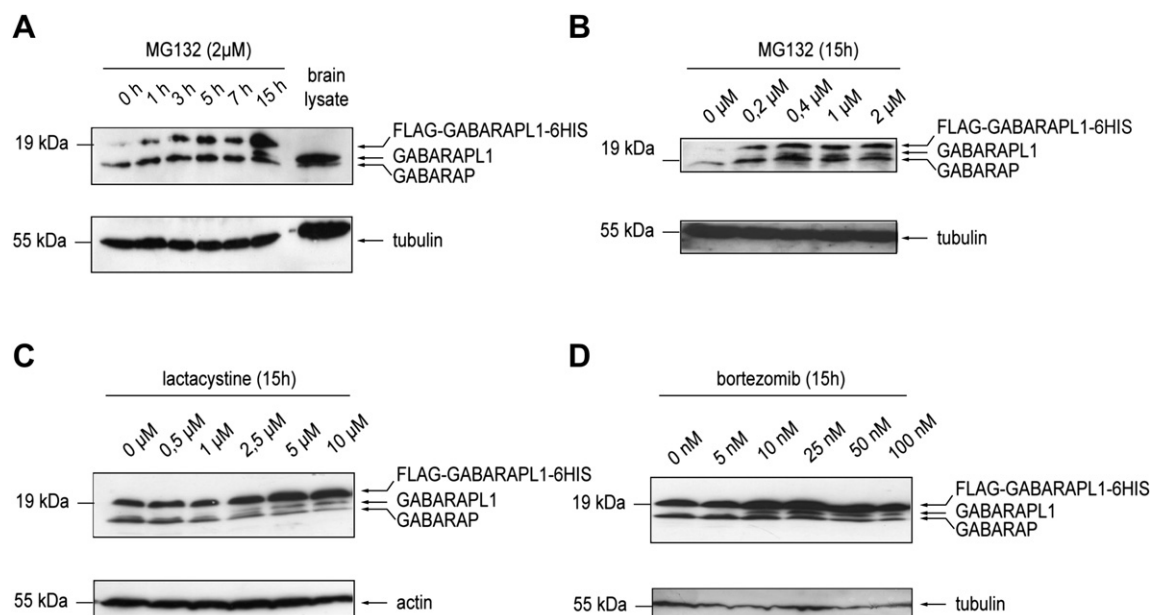 A
MG132 (2µM)
0 h 1 h 3 h 5 h 7 h 15 h
brain
lysate
19 kDa
FLAG-GABARAPL1-6HIS
GABARAPL1
GABARAP
55 kDa
tubulin
B
MG132 (15h)
0 µM 0,2 µM 0,4 µM 1 µM 2 µM
19 kDa
FLAG-GABARAPL1-6HIS
GABARAPL1
GABARAP
55 kDa
tubulin
C
lactacystine (15h)
0 µM 0,5 µM 1 µM 2,5 µM 5 µM 10 µM
19 kDa
FLAG-GABARAPL1-6HIS
GABARAPL1
GABARAP
55 kDa
actin
D
bortezomib (15h)
0 nM 5 nM 10 nM 25 nM 50 nM 100 nM
19 kDa
FLAG-GABARAPL1-6HIS
GABARAPL1
GABARAP
55 kDa
tubulin